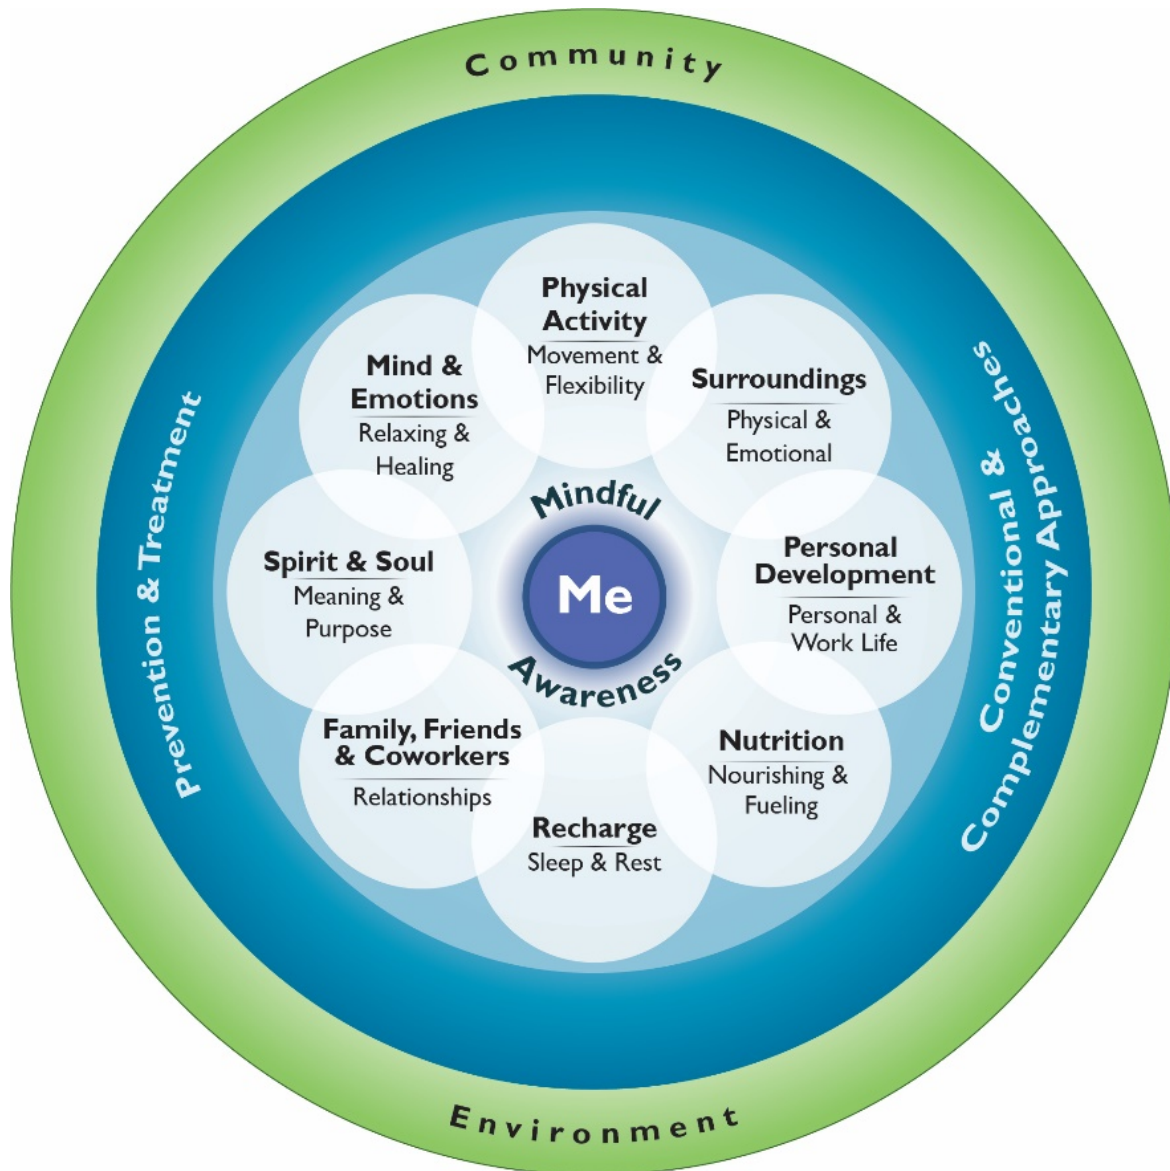 Community
Physical
Activity
Movement &
Flexibility
Surroundings
Physical &
Emotional
Personal
Development
Personal &
Work Life
Nutrition
Nourishing &
Fueling
Recharge
Sleep & Rest
Family, Friends
& Coworkers
Relationships
Spirit & Soul
Meaning &
Purpose
Mind &
Emotions
Relaxing &
Healing
Mindful
Me
Awareness
Prevention & Treatment
Conventional &
Complementary Approaches
Environment